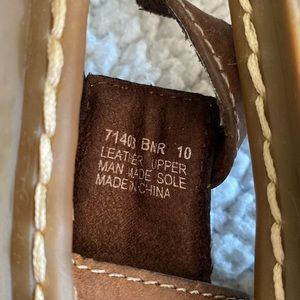 71403 BNR 10
LEATHER UPPER
MAN MADE SOLE
MADE IN CHINA